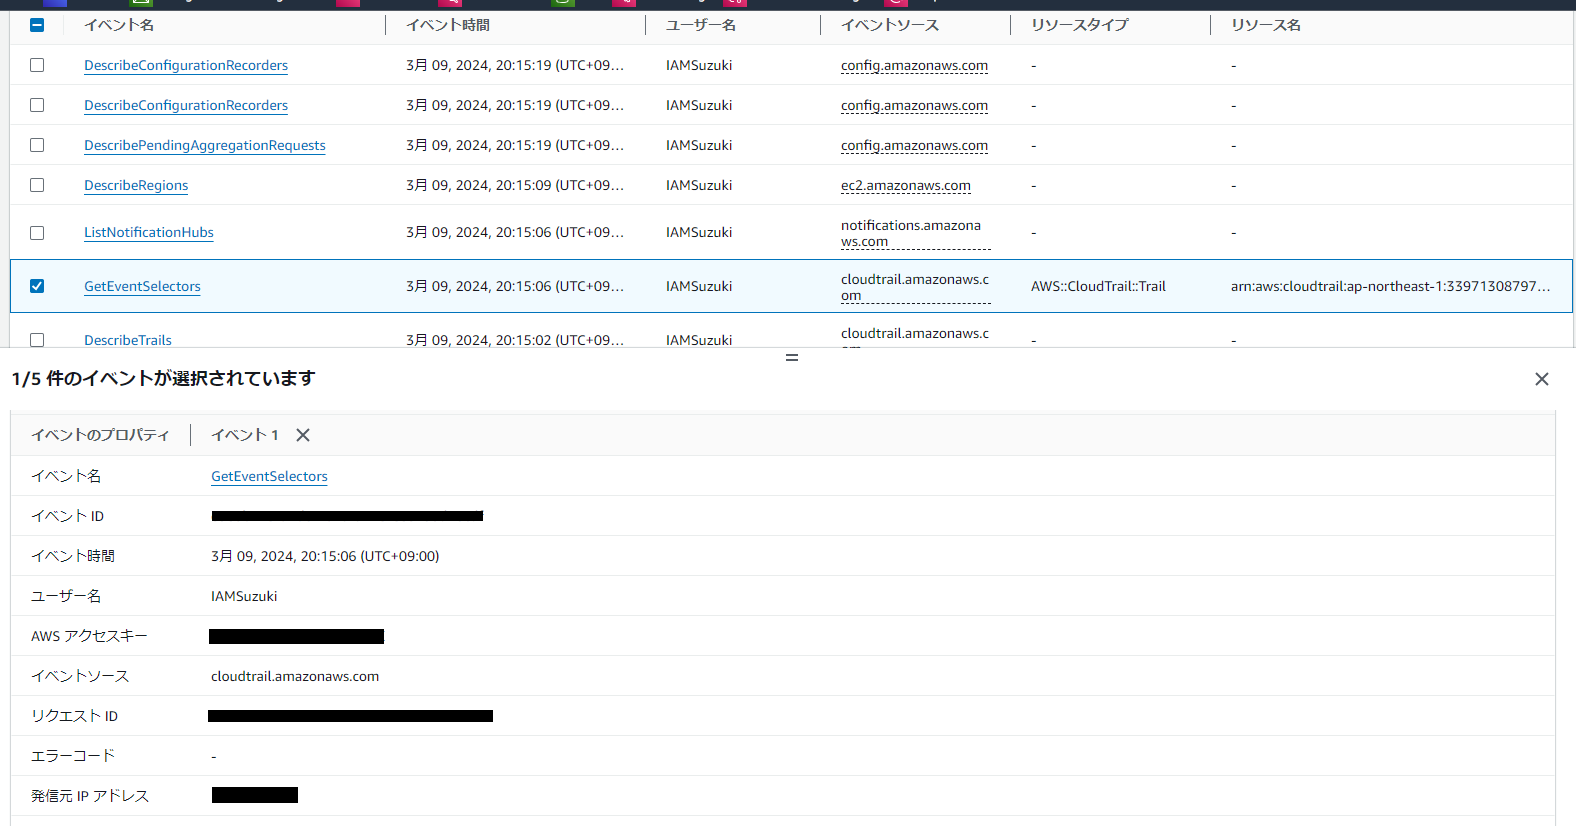 イベント名 イベント時間 ユーザー名 イベントソース リソースタイプ リソース名
DescribeConfigurationRecorders 3月 09, 2024, 20:15:19 (UTC+09... IAMSuzuki config.amazonaws.com - -
DescribeConfigurationRecorders 3月 09, 2024, 20:15:19 (UTC+09... IAMSuzuki config.amazonaws.com - -
DescribePendingAggregationRequests 3月 09, 2024, 20:15:19 (UTC+09... IAMSuzuki config.amazonaws.com - -
DescribeRegions 3月 09, 2024, 20:15:09 (UTC+09... IAMSuzuki ec2.amazonaws.com - -
ListNotificationHubs 3月 09, 2024, 20:15:06 (UTC+09... IAMSuzuki notifications.amazona
ws.com - -
GetEventSelectors 3月 09, 2024, 20:15:06 (UTC+09... IAMSuzuki cloudtrail.amazonaws.c
om AWS::CloudTrail::Trail arn:aws:cloudtrail:ap-northeast-1:33971308797...
DescribeTrails 3月 09, 2024, 20:15:02 (UTC+09... IAMSuzuki cloudtrail.amazonaws.c - -
1/5 件のイベントが選択されています
イベントのプロパティ イベント 1
イベント名 GetEventSelectors
イベント ID
イベント時間 3月 09, 2024, 20:15:06 (UTC+09:00)
ユーザー名 IAMSuzuki
AWS アクセスキー
イベントソース cloudtrail.amazonaws.com
リクエスト ID
エラーコード -
発信元 IP アドレス